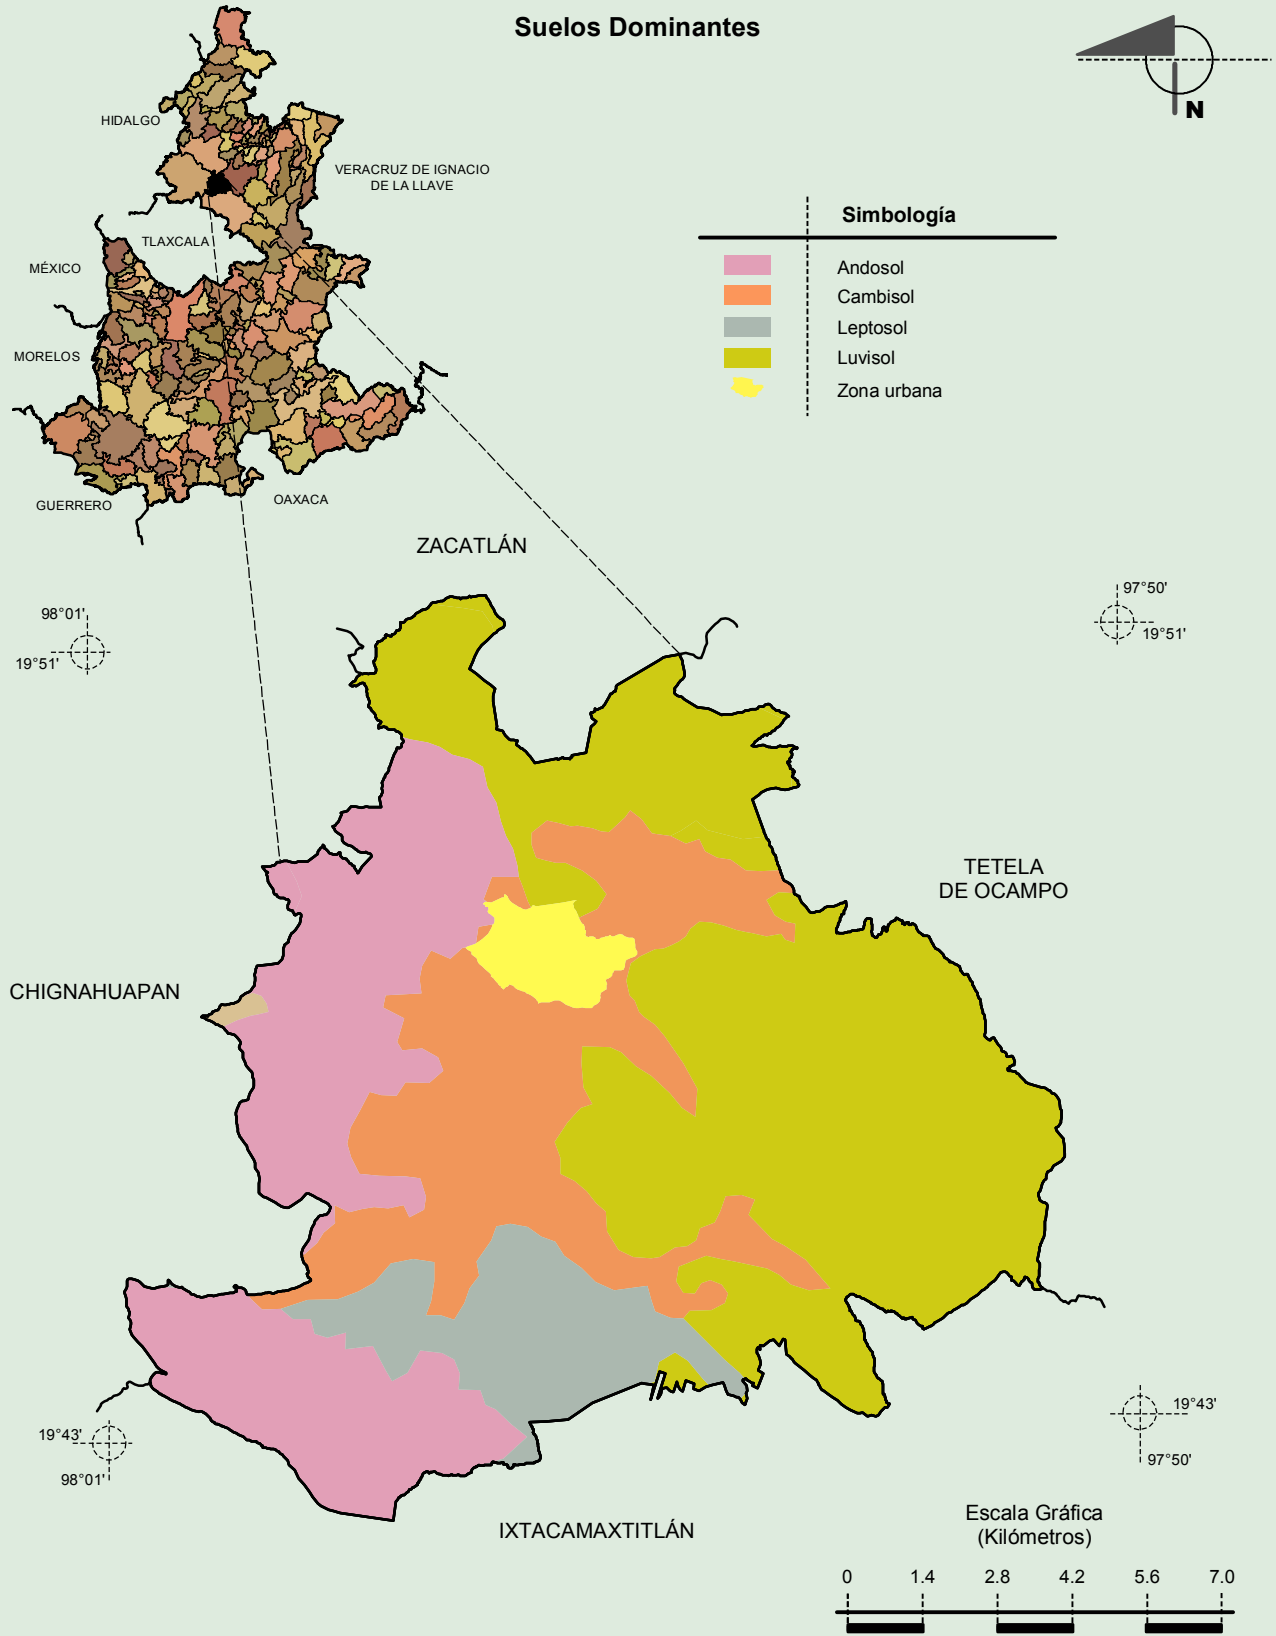 Suelos Dominantes
N
HIDALGO
VERACRUZ DE IGNACIO
DE LA LLAVE
TLAXCALA
MÉXICO
MORELOS
GUERRERO
OAXACA
Simbología
Andosol
Cambisol
Leptosol
Luvisol
Zona urbana
ZACATLÁN
98°01'
19°51'
97°50'
19°51'
TETELA
DE OCAMPO
CHIGNAHUAPAN
19°43'
98°01'
19°43'
97°50'
IXTACAMAXTITLÁN
Escala Gráfica
(Kilómetros)
0 1.4 2.8 4.2 5.6 7.0